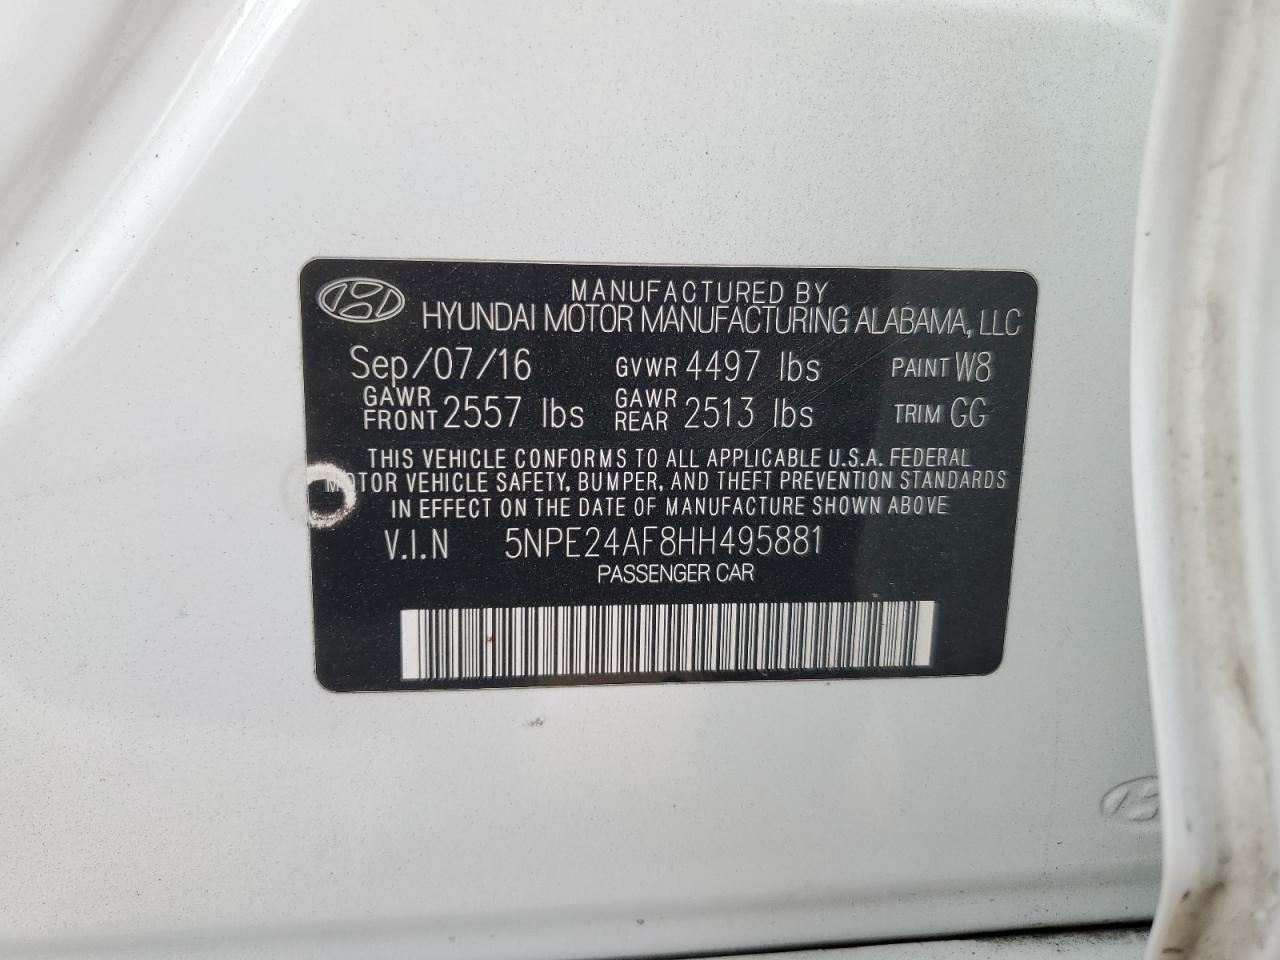 MANUFACTURED BY
HYUNDAI MOTOR MANUFACTURING ALABAMA, LLC
Sep/07/16 GVWR 4497 lbs PAINT W8
GAWR FRONT 2557 lbs GAWR REAR 2513 lbs TRIM GG
THIS VEHICLE CONFORMS TO ALL APPLICABLE U.S.A. FEDERAL
MOTOR VEHICLE SAFETY, BUMPER, AND THEFT PREVENTION STANDARDS
IN EFFECT ON THE DATE OF MANUFACTURE SHOWN ABOVE
V.I.N 5NPE24AF8HH495881
PASSENGER CAR